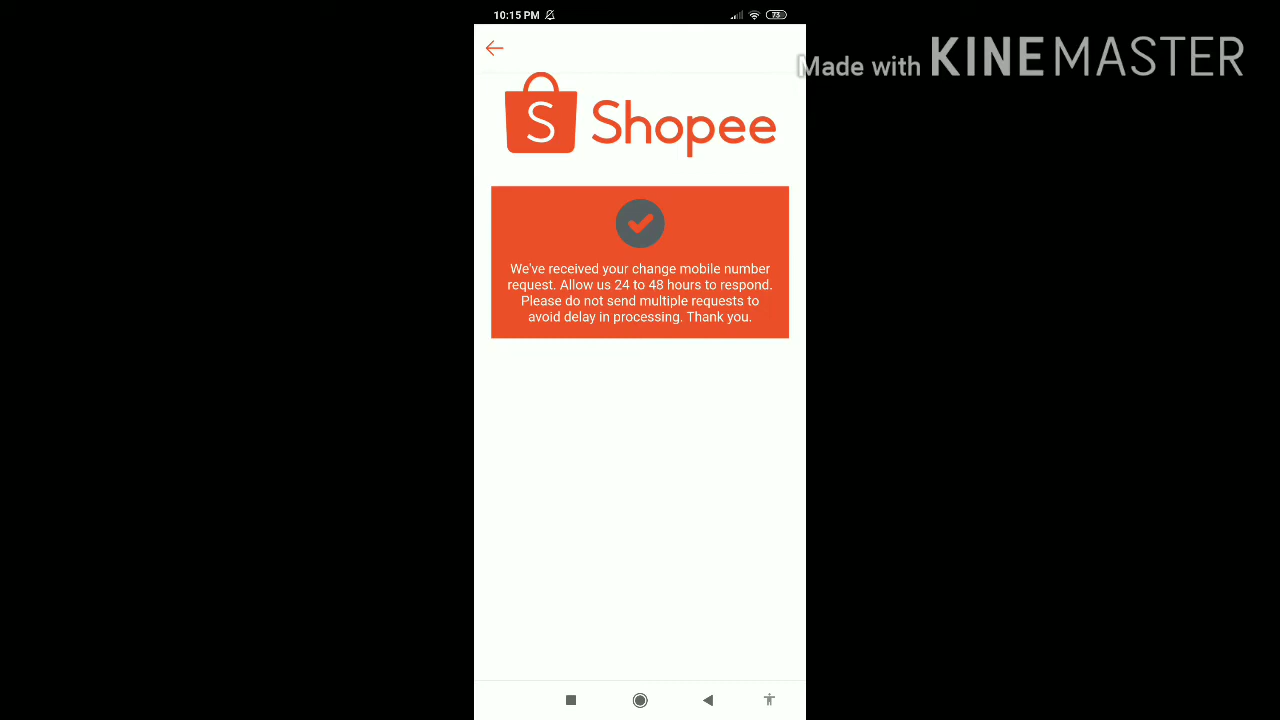 10:15 PM
73
Made with KINEMASTER
S Shopee
We've received your change mobile number
request. Allow us 24 to 48 hours to respond.
Please do not send multiple requests to
avoid delay in processing. Thank you.